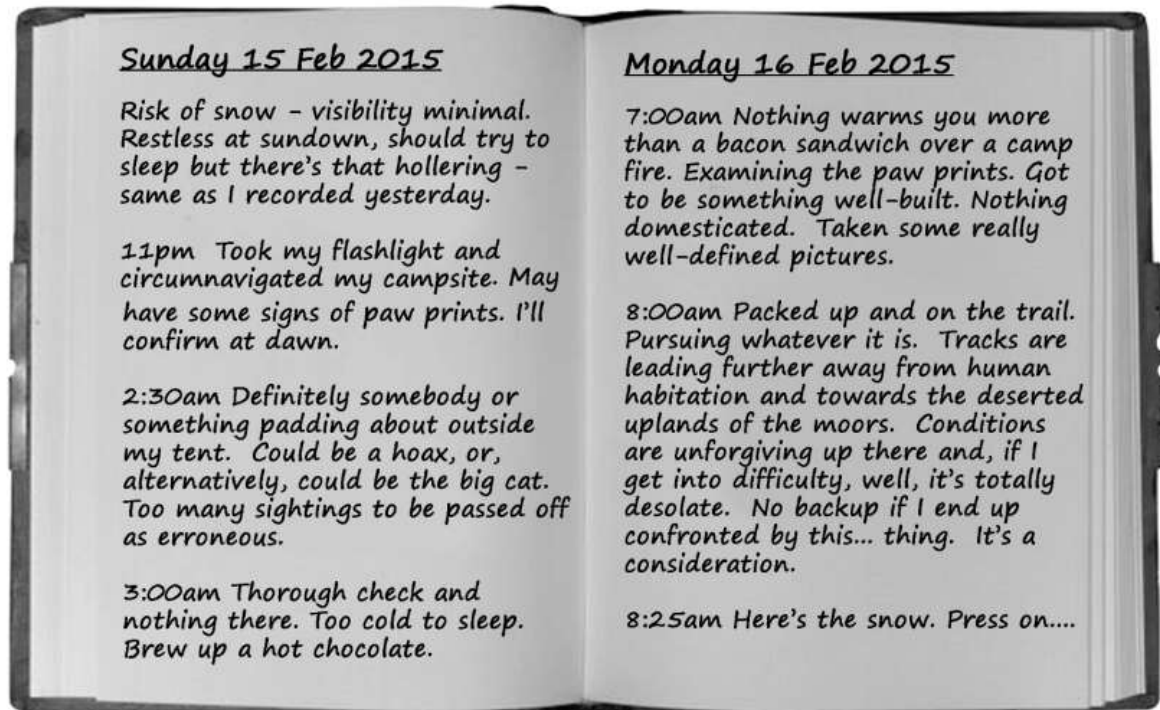 Sunday 15 Feb 2015
Risk of snow – visibility minimal.
Restless at sundown, should try to
sleep but there's that hollering –
same as I recorded yesterday.
11pm  Took my flashlight and
circumnavigated my campsite. May
have some signs of paw prints. I'll
confirm at dawn.
2:30am Definitely somebody or
something padding about outside
my tent.  Could be a hoax, or,
alternatively, could be the big cat.
Too many sightings to be passed off
as erroneous.
3:00am Thorough check and
nothing there. Too cold to sleep.
Brew up a hot chocolate.
Monday 16 Feb 2015
7:00am Nothing warms you more
than a bacon sandwich over a camp
fire. Examining the paw prints. Got
to be something well-built. Nothing
domesticated.  Taken some really
well-defined pictures.
8:00am Packed up and on the trail.
Pursuing whatever it is.  Tracks are
leading further away from human
habitation and towards the deserted
uplands of the moors.  Conditions
are unforgiving up there and, if I
get into difficulty, well, it's totally
desolate.  No backup if I end up
confronted by this... thing.  It's a
consideration.
8:25am Here's the snow. Press on....